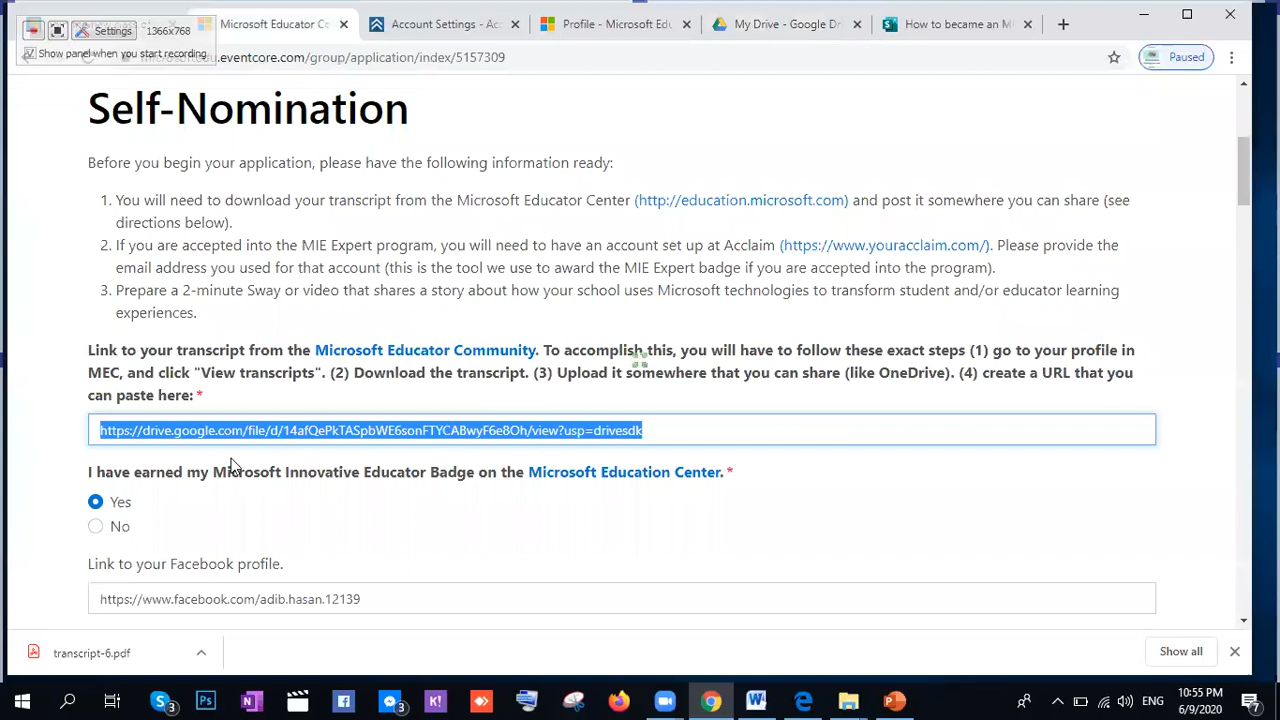 Microsoft Educator Ce
Account Settings - Acc
Profile - Microsoft Edu
My Drive - Google Dr
How to became an MI
Settings
1366x768
Show panel when you start recording
eventcore.com/group/application/index/5157309
Paused
Self-Nomination
Before you begin your application, please have the following information ready:
1. You will need to download your transcript from the Microsoft Educator Center (http://education.microsoft.com) and post it somewhere you can share (see
directions below).
2. If you are accepted into the MIE Expert program, you will need to have an account set up at Acclaim (https://www.youracclaim.com/). Please provide the
email address you used for that account (this is the tool we use to award the MIE Expert badge if you are accepted into the program).
3. Prepare a 2-minute Sway or video that shares a story about how your school uses Microsoft technologies to transform student and/or educator learning
experiences.
Link to your transcript from the Microsoft Educator Community. To accomplish this, you will have to follow these exact steps (1) go to your profile in
MEC, and click "View transcripts". (2) Download the transcript. (3) Upload it somewhere that you can share (like OneDrive). (4) create a URL that you
can paste here: *
https://drive.google.com/file/d/14afQePkTASpbWE6sonFTYCABwyF6e8Oh/view?usp=drivesdk
I have earned my Microsoft Innovative Educator Badge on the Microsoft Education Center. *
Yes
No
Link to your Facebook profile.
https://www.facebook.com/adib.hasan.12139
transcript-6.pdf
Show all
ENG
10:55 PM
6/9/2020